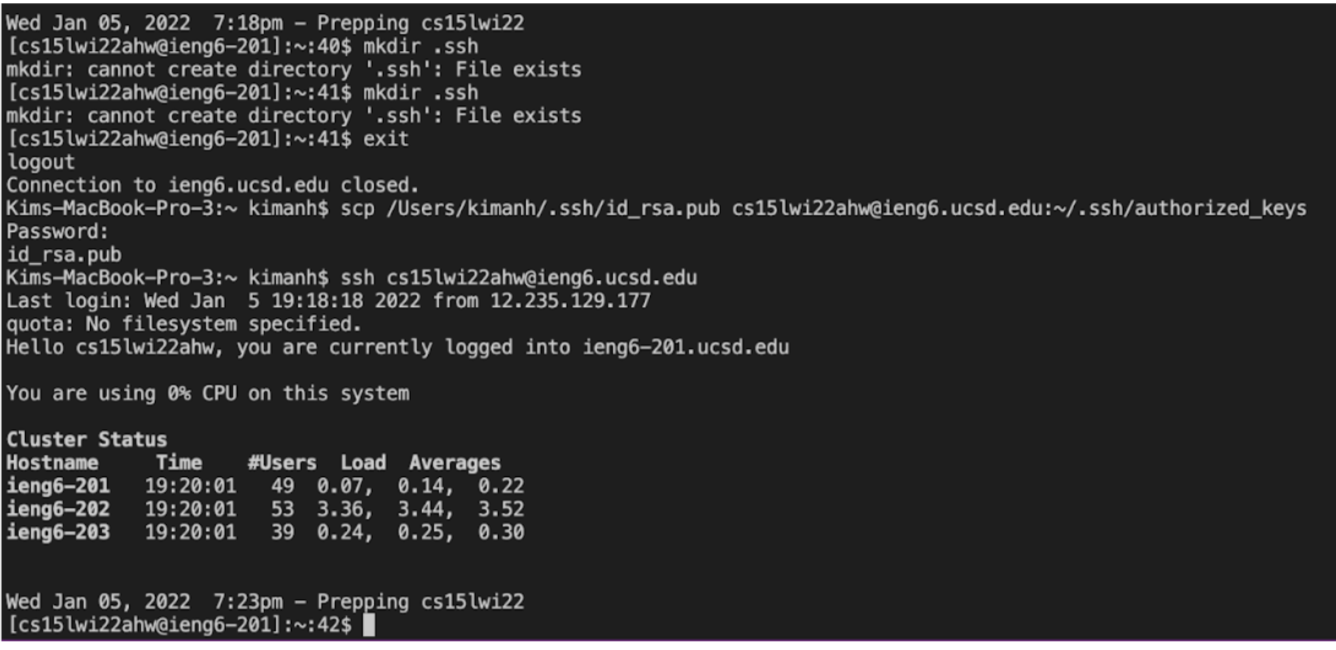 Wed Jan 05, 2022  7:18pm – Prepping cs15lwi22
[cs15lwi22ahw@ieng6-201]:~:40$ mkdir .ssh
mkdir: cannot create directory '.ssh': File exists
[cs15lwi22ahw@ieng6-201]:~:41$ mkdir .ssh
mkdir: cannot create directory '.ssh': File exists
[cs15lwi22ahw@ieng6-201]:~:41$ exit
logout
Connection to ieng6.ucsd.edu closed.
Kims-MacBook-Pro-3:~ kimanh$ scp /Users/kimanh/.ssh/id_rsa.pub cs15lwi22ahw@ieng6.ucsd.edu:~/.ssh/authorized_keys
Password:
id_rsa.pub
Kims-MacBook-Pro-3:~ kimanh$ ssh cs15lwi22ahw@ieng6.ucsd.edu
Last login: Wed Jan  5 19:18:18 2022 from 12.235.129.177
quota: No filesystem specified.
Hello cs15lwi22ahw, you are currently logged into ieng6-201.ucsd.edu
You are using 0% CPU on this system
Cluster Status
Hostname     Time    #Users  Load  Averages
ieng6-201   19:20:01   49  0.07,  0.14,  0.22
ieng6-202   19:20:01   53  3.36,  3.44,  3.52
ieng6-203   19:20:01   39  0.24,  0.25,  0.30
Wed Jan 05, 2022  7:23pm – Prepping cs15lwi22
[cs15lwi22ahw@ieng6-201]:~:42$